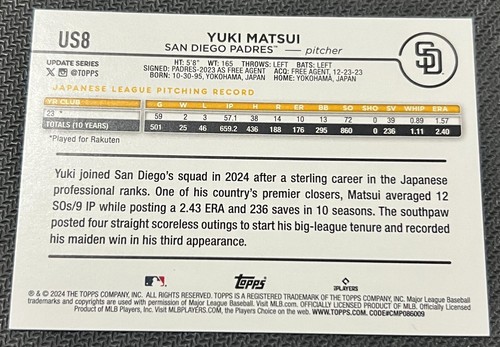 US8
YUKI MATSUI
SAN DIEGO PADRES™ — pitcher
SD
UPDATE SERIES
@TOPPS
HT: 5'8" WT: 165 THROWS: LEFT BATS: LEFT
SIGNED: PADRES-2023 AS FREE AGENT ACQ: FREE AGENT, 12-23-23
BORN: 10-30-95, YOKOHAMA, JAPAN HOME: YOKOHAMA, JAPAN
JAPANESE LEAGUE PITCHING RECORD
YR CLUB G W L IP H R ER BB SO SHO SV WHIP ERA
23 * 59 2 3 57.1 38 14 10 13 72 0 39 0.89 1.57
TOTALS (10 YEARS) 501 25 46 659.2 436 188 176 295 860 0 236 1.11 2.40
*Played for Rakuten
Yuki joined San Diego's squad in 2024 after a sterling career in the Japanese
professional ranks. One of his country's premier closers, Matsui averaged 12
SOs/9 IP while posting a 2.43 ERA and 236 saves in 10 seasons. The southpaw
posted four straight scoreless outings to start his big-league tenure and recorded
his maiden win in his third appearance.
topps
PLAYERS
® & © 2024 THE TOPPS COMPANY, INC. ALL RIGHTS RESERVED. TOPPS IS A REGISTERED TRADEMARK OF THE TOPPS COMPANY, INC. Major League Baseball
trademarks and copyrights are used with permission of Major League Baseball. Visit MLB.com. OFFICIALLY LICENSED PRODUCT OF MLB. Officially Licensed
Product of MLB Players, Inc. Visit MLBPLAYERS.COM, the Players Choice on the web. WWW.TOPPS.COM. CODE#CMP086009